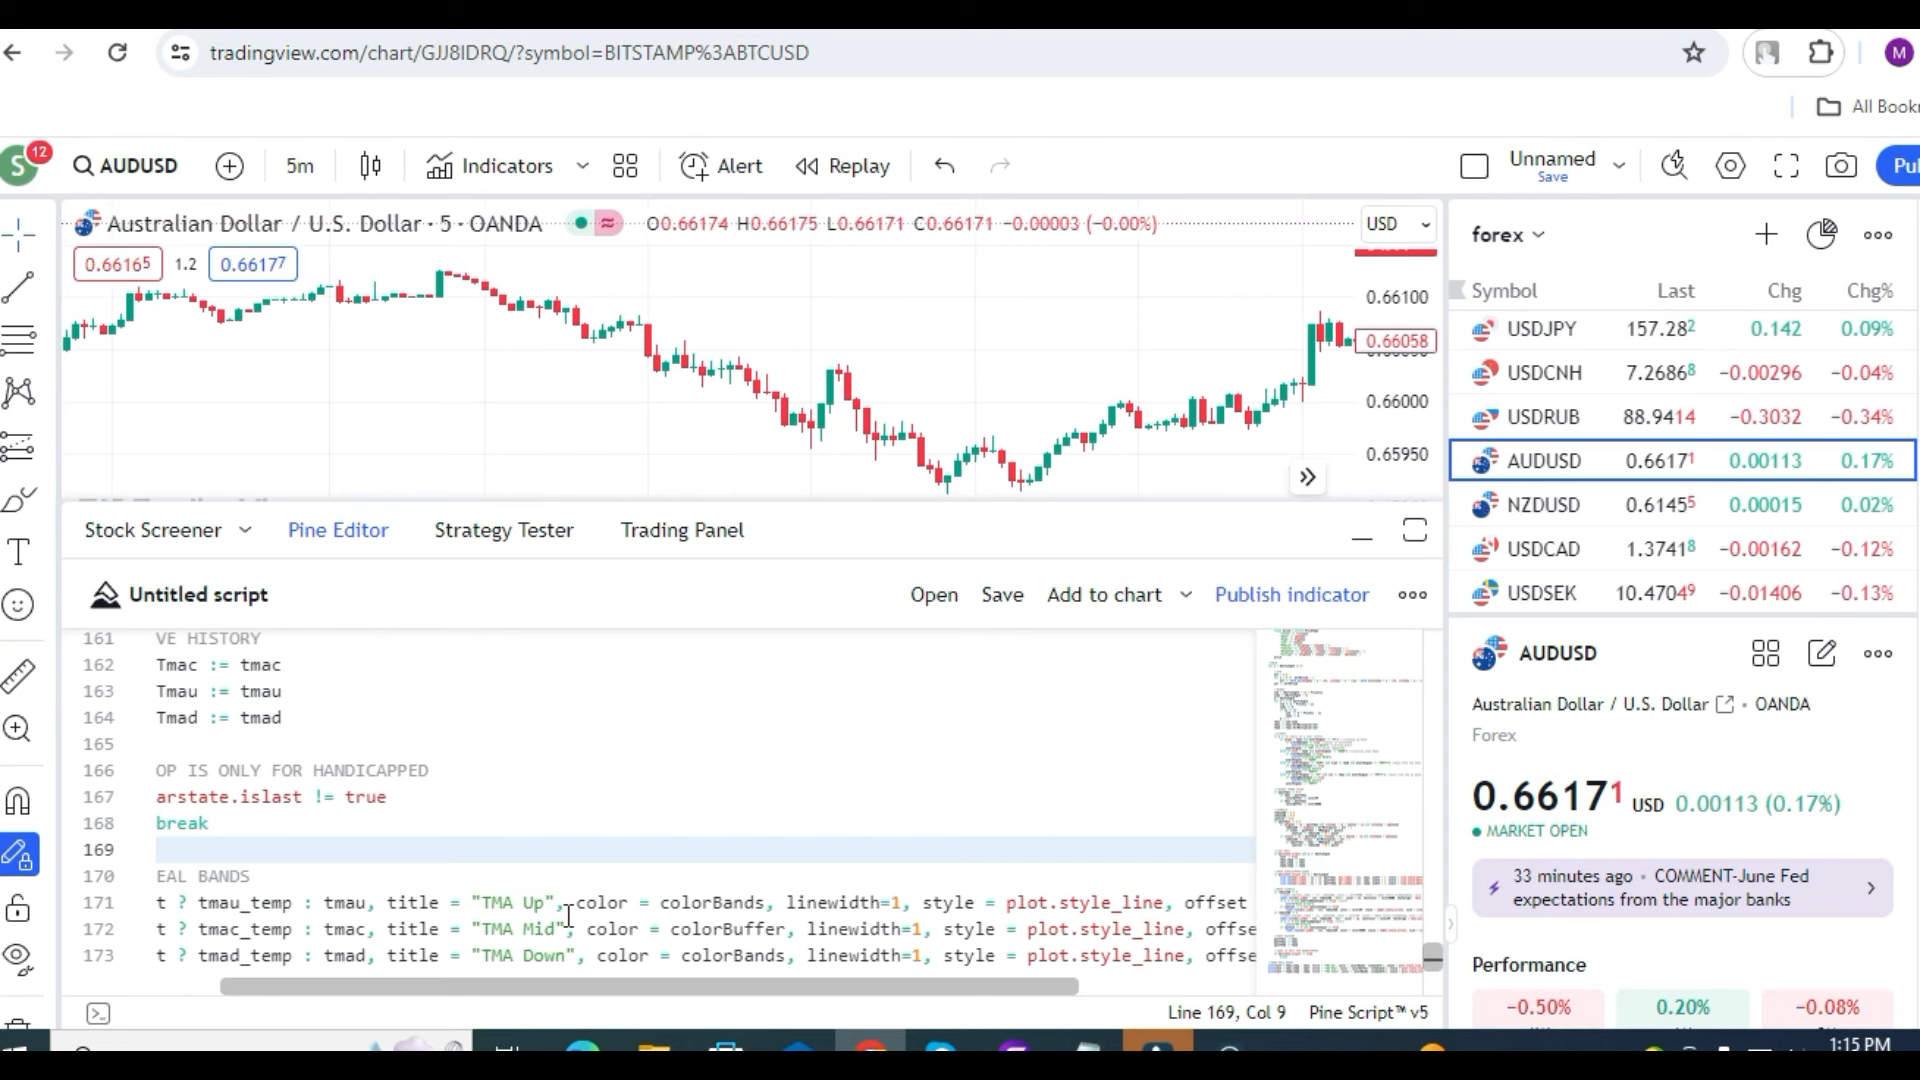 tradingview.com/chart/GJJ8IDRQ/?symbol=BITSTAMP%3ABTCUSD
M
All Bookr
S 12 AUDUSD 5m Indicators Alert Replay Unnamed Save Pul
Australian Dollar / U.S. Dollar · 5 · OANDA O0.66174 H0.66175 L0.66171 C0.66171 −0.00003 (−0.00%) USD
0.66165 1.2 0.66177
0.66100
0.66058
0.66000
0.65950
forex
Symbol Last Chg Chg%
USDJPY 157.282 0.142 0.09%
USDCNH 7.26868 −0.00296 −0.04%
USDRUB 88.9414 −0.3032 −0.34%
AUDUSD 0.66171 0.00113 0.17%
NZDUSD 0.61455 0.00015 0.02%
USDCAD 1.37418 −0.00162 −0.12%
USDSEK 10.47049 −0.01406 −0.13%
Stock Screener Pine Editor Strategy Tester Trading Panel
Untitled script Open Save Add to chart Publish indicator
161 VE HISTORY
162 Tmac := tmac
163 Tmau := tmau
164 Tmad := tmad
165
166 OP IS ONLY FOR HANDICAPPED
167 arstate.islast != true
168 break
169
170 EAL BANDS
171 t ? tmau_temp : tmau, title = "TMA Up", color = colorBands, linewidth=1, style = plot.style_line, offset
172 t ? tmac_temp : tmac, title = "TMA Mid", color = colorBuffer, linewidth=1, style = plot.style_line, offse
173 t ? tmad_temp : tmad, title = "TMA Down", color = colorBands, linewidth=1, style = plot.style_line, offse
Line 169, Col 9 Pine Script™ v5
AUDUSD
Australian Dollar / U.S. Dollar • OANDA
Forex
0.66171 USD 0.00113 (0.17%)
MARKET OPEN
33 minutes ago • COMMENT-June Fed
expectations from the major banks
Performance
−0.50% 0.20% −0.08%
1:15 PM